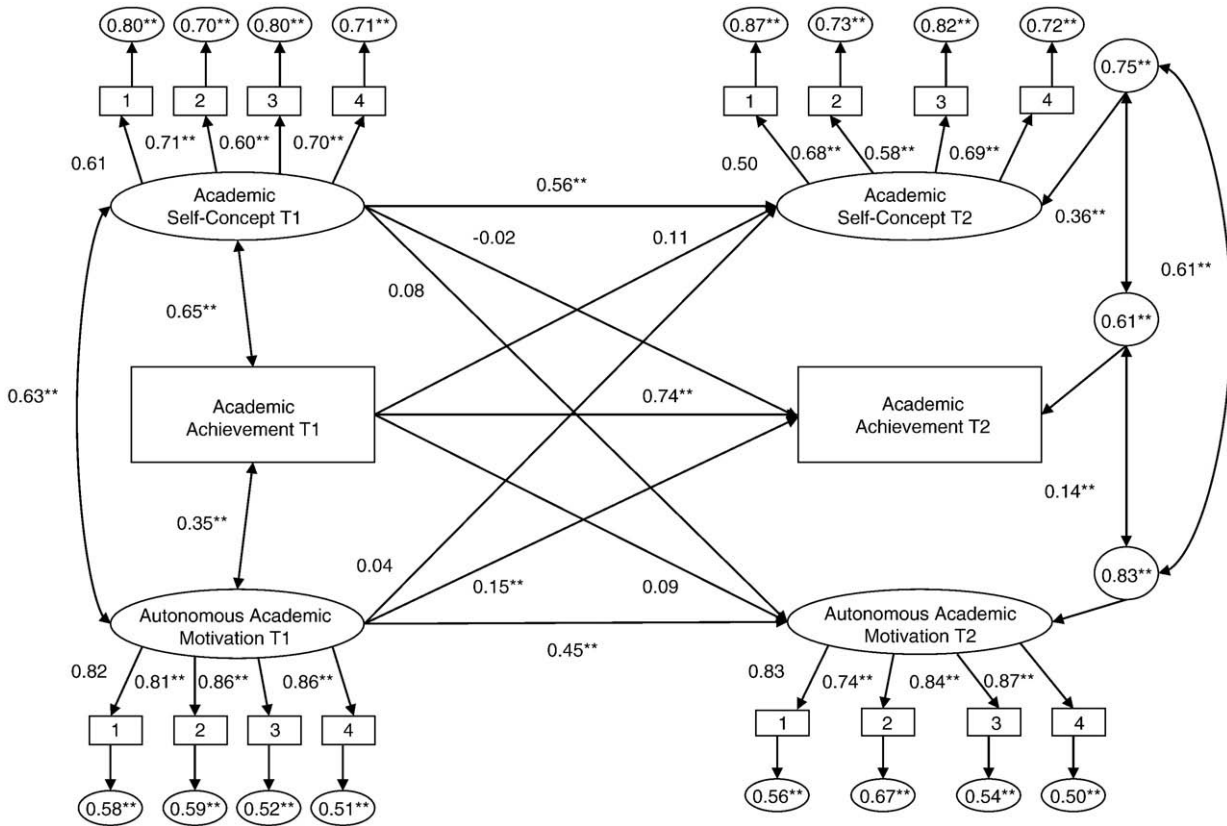 0.80** 0.70** 0.80** 0.71** 0.87** 0.73** 0.82** 0.72**
0.75**
1 2 3 4 1 2 3 4
0.61 0.71** 0.60** 0.70** 0.50 0.68** 0.58** 0.69**
Academic
Self-Concept T1
0.56**
Academic
Self-Concept T2
0.36**
-0.02 0.11
0.61**
0.08
0.65**
0.61**
0.63**
Academic
Achievement T1
0.74**
Academic
Achievement T2
0.14**
0.35**
0.04 0.15** 0.09
0.83**
Autonomous Academic
Motivation T1
0.45**
Autonomous Academic
Motivation T2
0.82 0.81** 0.86** 0.86** 0.83 0.74** 0.84** 0.87**
1 2 3 4 1 2 3 4
0.58** 0.59** 0.52** 0.51** 0.56** 0.67** 0.54** 0.50**